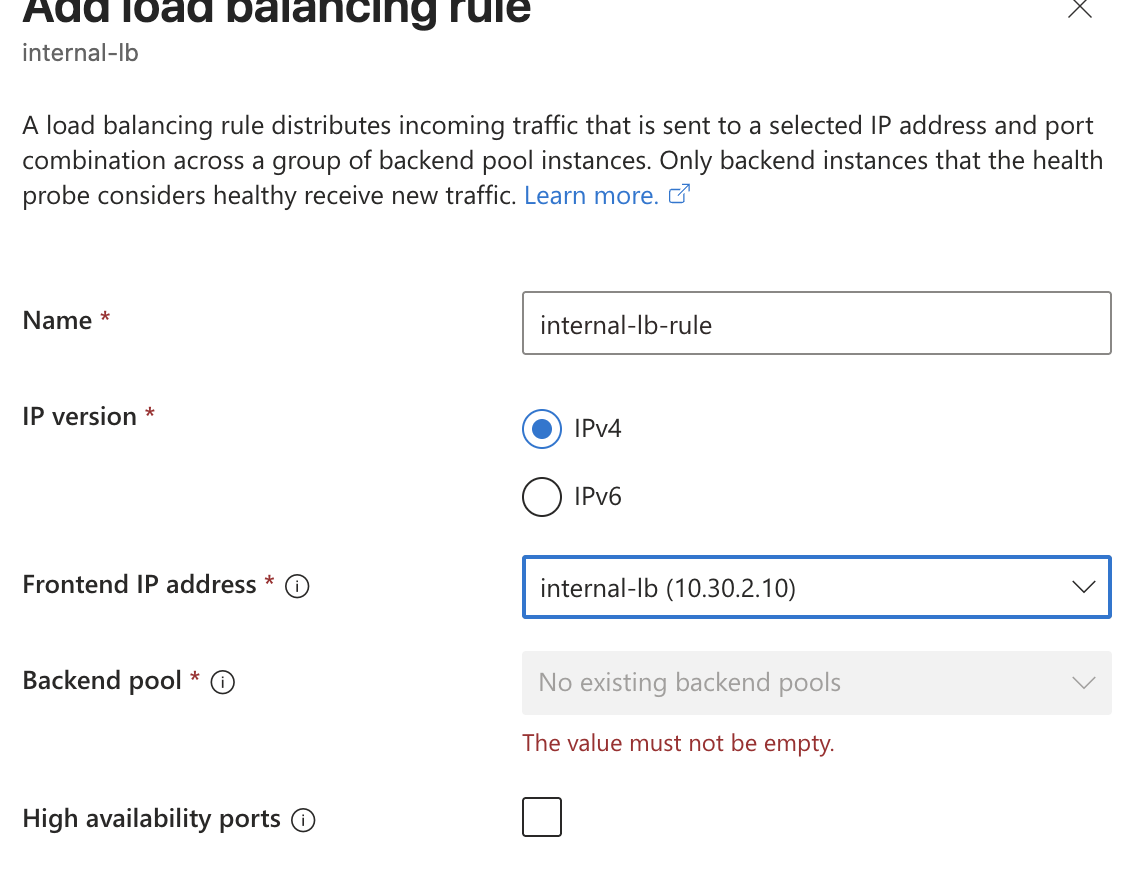 Add load balancing rule
internal-lb
A load balancing rule distributes incoming traffic that is sent to a selected IP address and port
combination across a group of backend pool instances. Only backend instances that the health
probe considers healthy receive new traffic. Learn more.
Name *
internal-lb-rule
IP version *
IPv4
IPv6
Frontend IP address *
internal-lb (10.30.2.10)
Backend pool *
No existing backend pools
The value must not be empty.
High availability ports